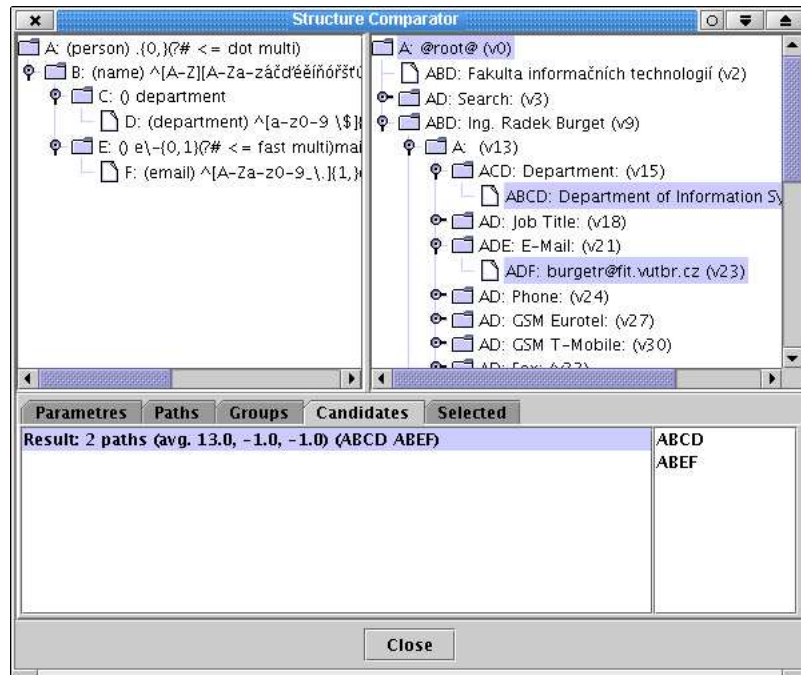 Structure Comparator
A: (person) .{0,}(?# <= dot multi)
B: (name) ^[A-Z][A-Za-záčďéěíňóřšťú
C: () department
D: (department) ^[a-z0-9 \$]
E: () e\-{0,1}(?# <= fast multi)mai
F: (email) ^[A-Za-z0-9_\.]{1,}
A: @root@ (v0)
ABD: Fakulta informačních technologií (v2)
AD: Search: (v3)
ABD: Ing. Radek Burget (v9)
A: (v13)
ACD: Department: (v15)
ABCD: Department of Information Sy
AD: Job Title: (v18)
ADE: E-Mail: (v21)
ADF: burgetr@fit.vutbr.cz (v23)
AD: Phone: (v24)
AD: GSM Eurotel: (v27)
AD: GSM T-Mobile: (v30)
AD: Fax: (v33)
Parametres Paths Groups Candidates Selected
Result: 2 paths (avg. 13.0, -1.0, -1.0) (ABCD ABEF)
ABCD
ABEF
Close